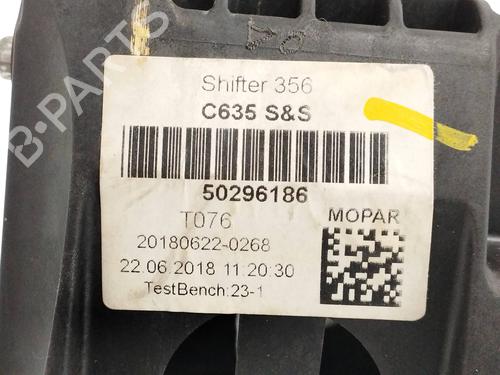 Shifter 356
C635 S&S
50296186
T076
MOPAR
20180622-0268
22.06.2018 11:20:30
TestBench:23-1
B-PARTS